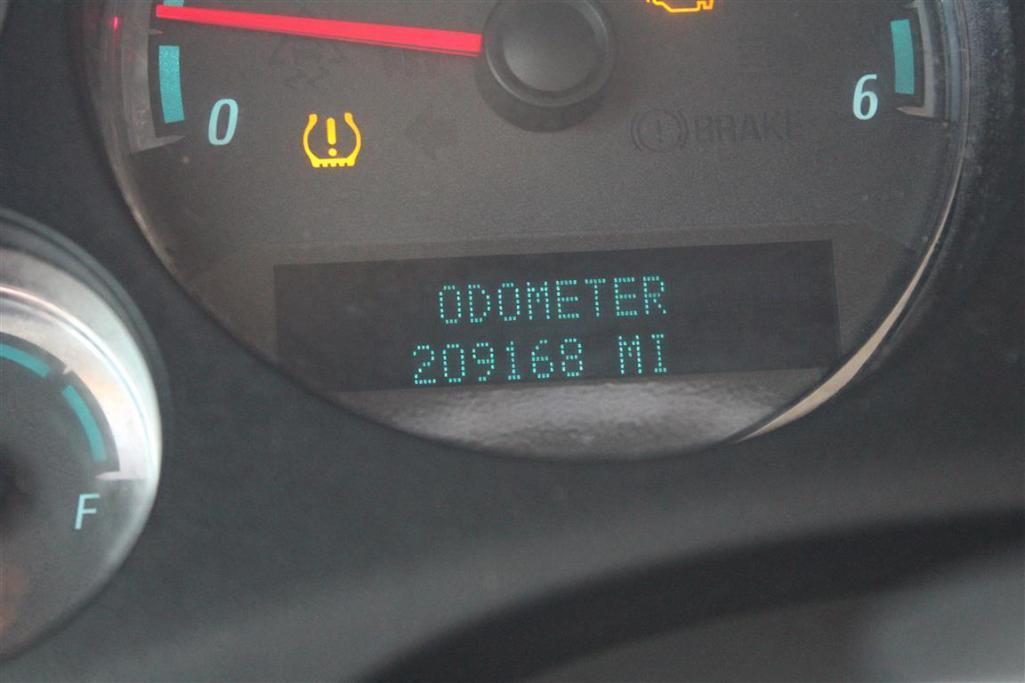 0
6
BRAKE
ODOMETER
209168 MI
F